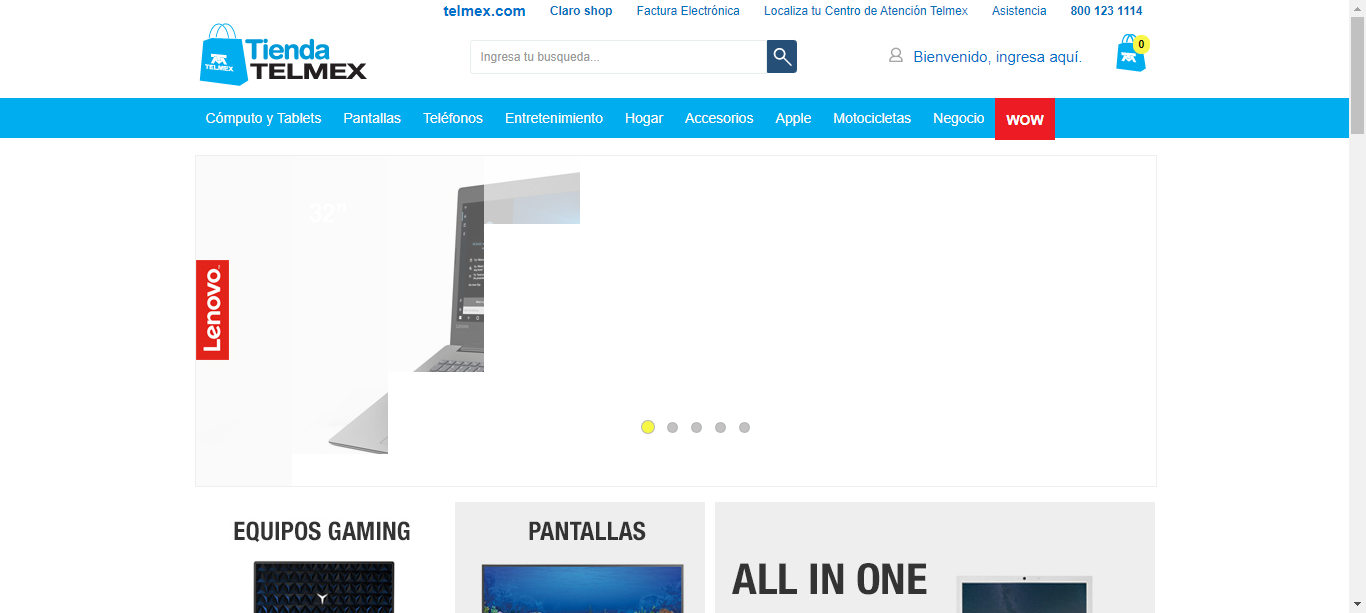 telmex.com Claro shop Factura Electrónica Localiza tu Centro de Atención Telmex Asistencia 800 123 1114
Tienda
TELMEX
TELMEX
Ingresa tu busqueda...
Bienvenido, ingresa aquí.
0
Cómputo y Tablets Pantallas Teléfonos Entretenimiento Hogar Accesorios Apple Motocicletas Negocio WOW
32"
Lenovo
EQUIPOS GAMING
PANTALLAS
ALL IN ONE